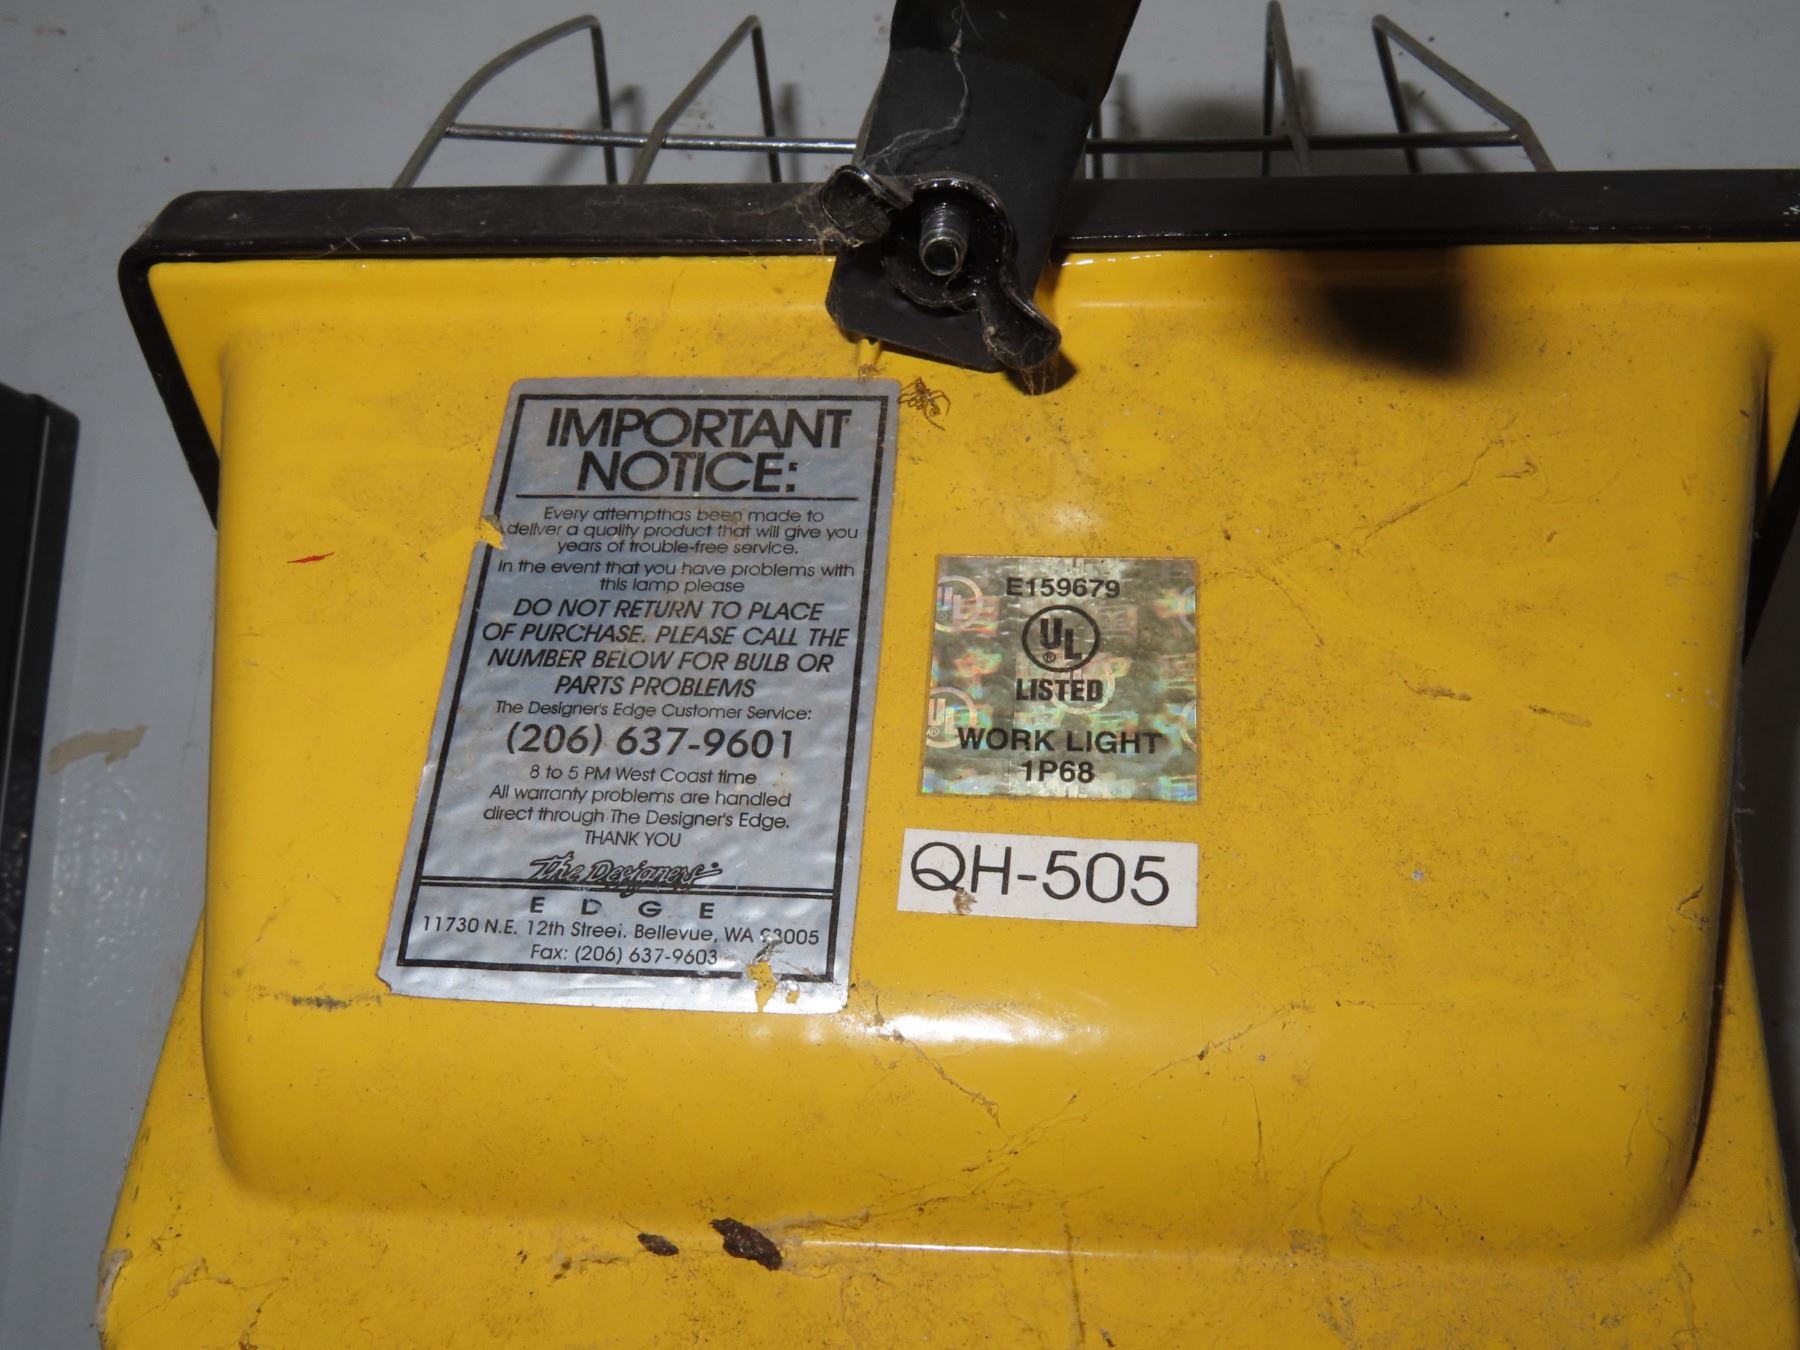 IMPORTANT
NOTICE:
Every attempthas been made to
deliver a quality product that will give you
years of trouble-free service.
In the event that you have problems with
this lamp please
DO NOT RETURN TO PLACE
OF PURCHASE. PLEASE CALL THE
NUMBER BELOW FOR BULB OR
PARTS PROBLEMS
The Designer's Edge Customer Service:
(206) 637-9601
8 to 5 PM West Coast time
All warranty problems are handled
direct through The Designer's Edge.
THANK YOU
The Designers'
EDGE
11730 N.E. 12th Street. Bellevue, WA 98005
Fax: (206) 637-9603
E159679
UL
®
LISTED
WORK LIGHT
1P68
QH-505